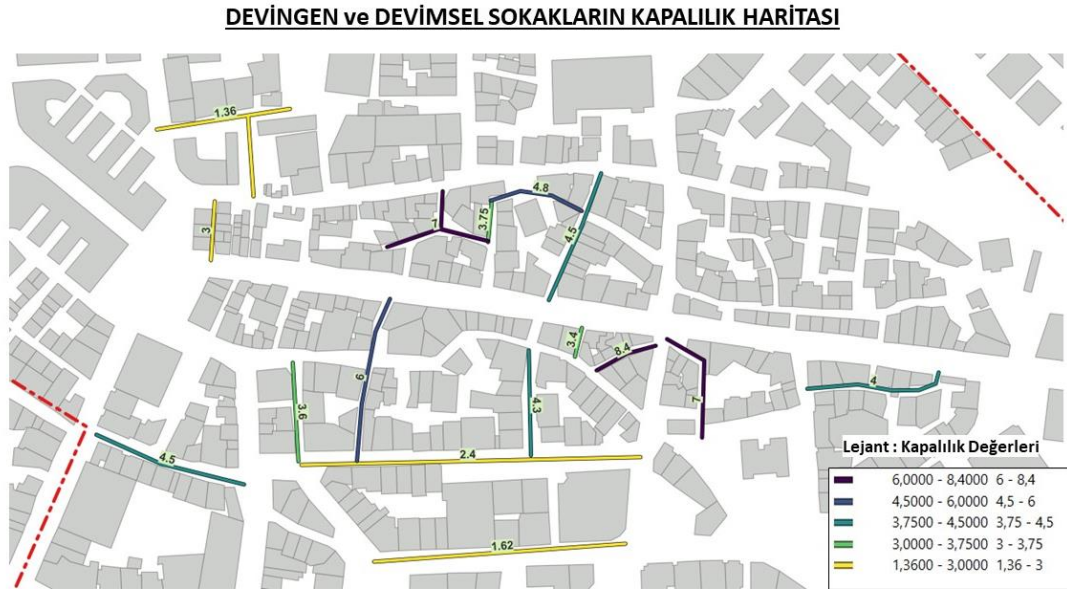 DEVİNGEN ve DEVİMSEL SOKAKLARIN KAPALILIK HARİTASI
1.36
4.8
3.75
7
3
4.5
3.4
8.4
6
4
3.6
4.3
7
2.4
4.5
1.62
Lejant : Kapalılık Değerleri
6,0000 - 8,4000 6 - 8,4
4,5000 - 6,0000 4,5 - 6
3,7500 - 4,5000 3,75 - 4,5
3,0000 - 3,7500 3 - 3,75
1,3600 - 3,0000 1,36 - 3